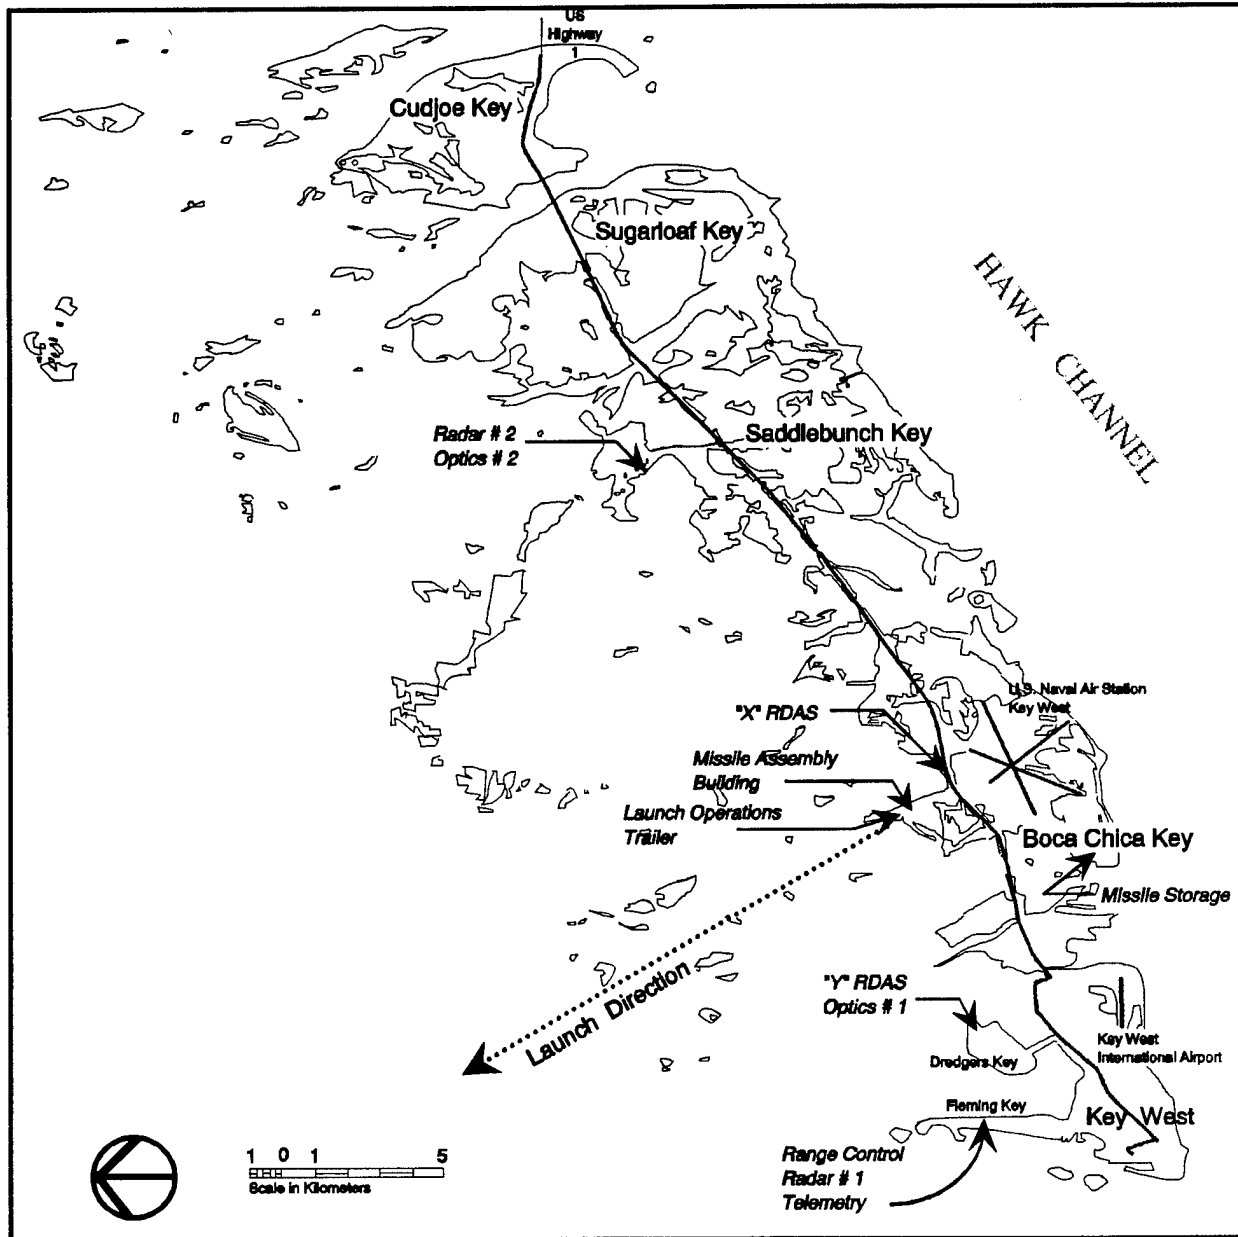 US
Highway
1
Cudjoe Key
Sugarloaf Key
HAWK CHANNEL
Radar # 2
Optics # 2
Saddlebunch Key
U.S. Naval Air Station
Key West
"X" RDAS
Missile Assembly
Building
Launch Operations
Trailer
Boca Chica Key
Missile Storage
Launch Direction
"Y" RDAS
Optics # 1
Key West
International Airport
Dredgers Key
Fleming Key
Key West
Range Control
Radar # 1
Telemetry
1 0 1 5
Scale in Kilometers